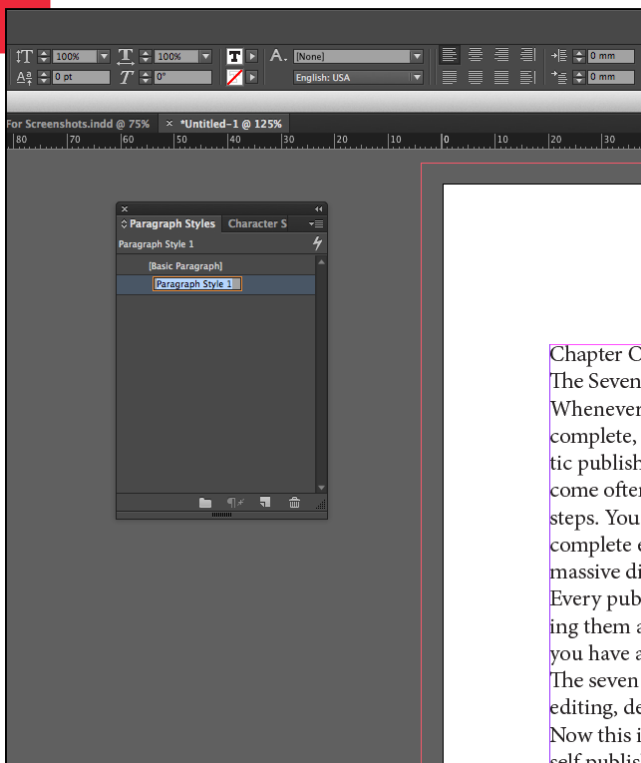 100% 100% T A. [None] 0 mm
0 pt T 0° English: USA 0 mm
For Screenshots.indd @ 75% × *Untitled-1 @ 125%
80 70 60 50 40 30 20 10 0 10 20 30
Paragraph Styles Character S
Paragraph Style 1
[Basic Paragraph]
Paragraph Style 1
Chapter O
The Seven
Whenever
complete,
tic publish
come often
steps. You
complete e
massive di
Every pub
ing them a
you have a
The seven
editing, de
Now this i
self publis